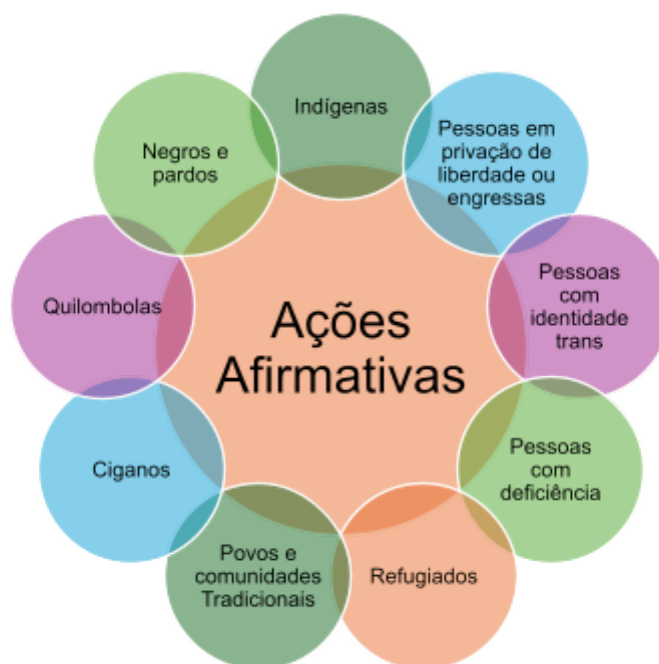 Indígenas
Pessoas em
privação de
liberdade ou
engressas
Pessoas
com
identidade
trans
Pessoas
com
deficiência
Refugiados
Povos e
comunidades
Tradicionais
Ciganos
Quilombolas
Negros e
pardos
Ações
Afirmativas